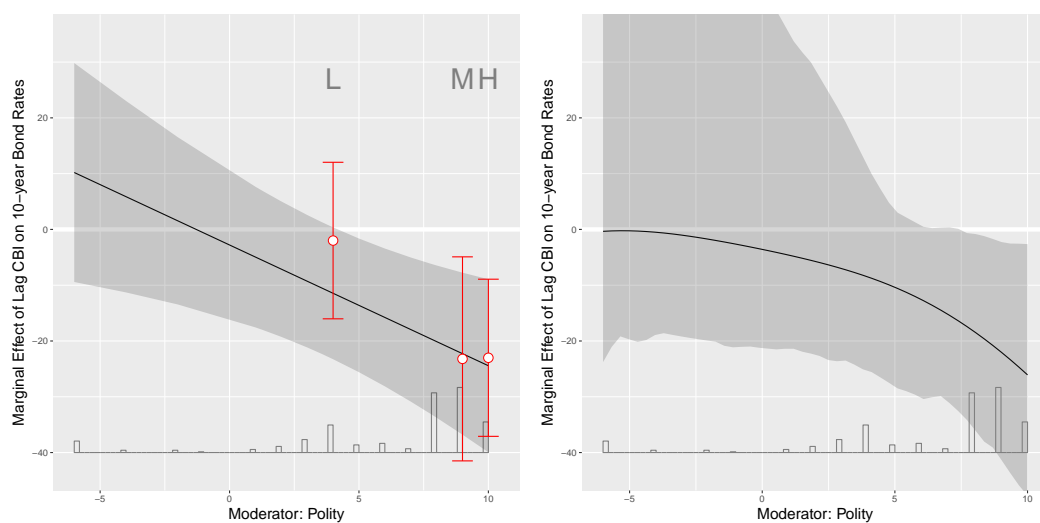 Marginal Effect of Lag CBI on 10−year Bond Rates
L
M H
20
0
−20
−40
−5
0
5
10
Moderator: Polity
Marginal Effect of Lag CBI on 10−year Bond Rates
20
0
−20
−40
−5
0
5
10
Moderator: Polity